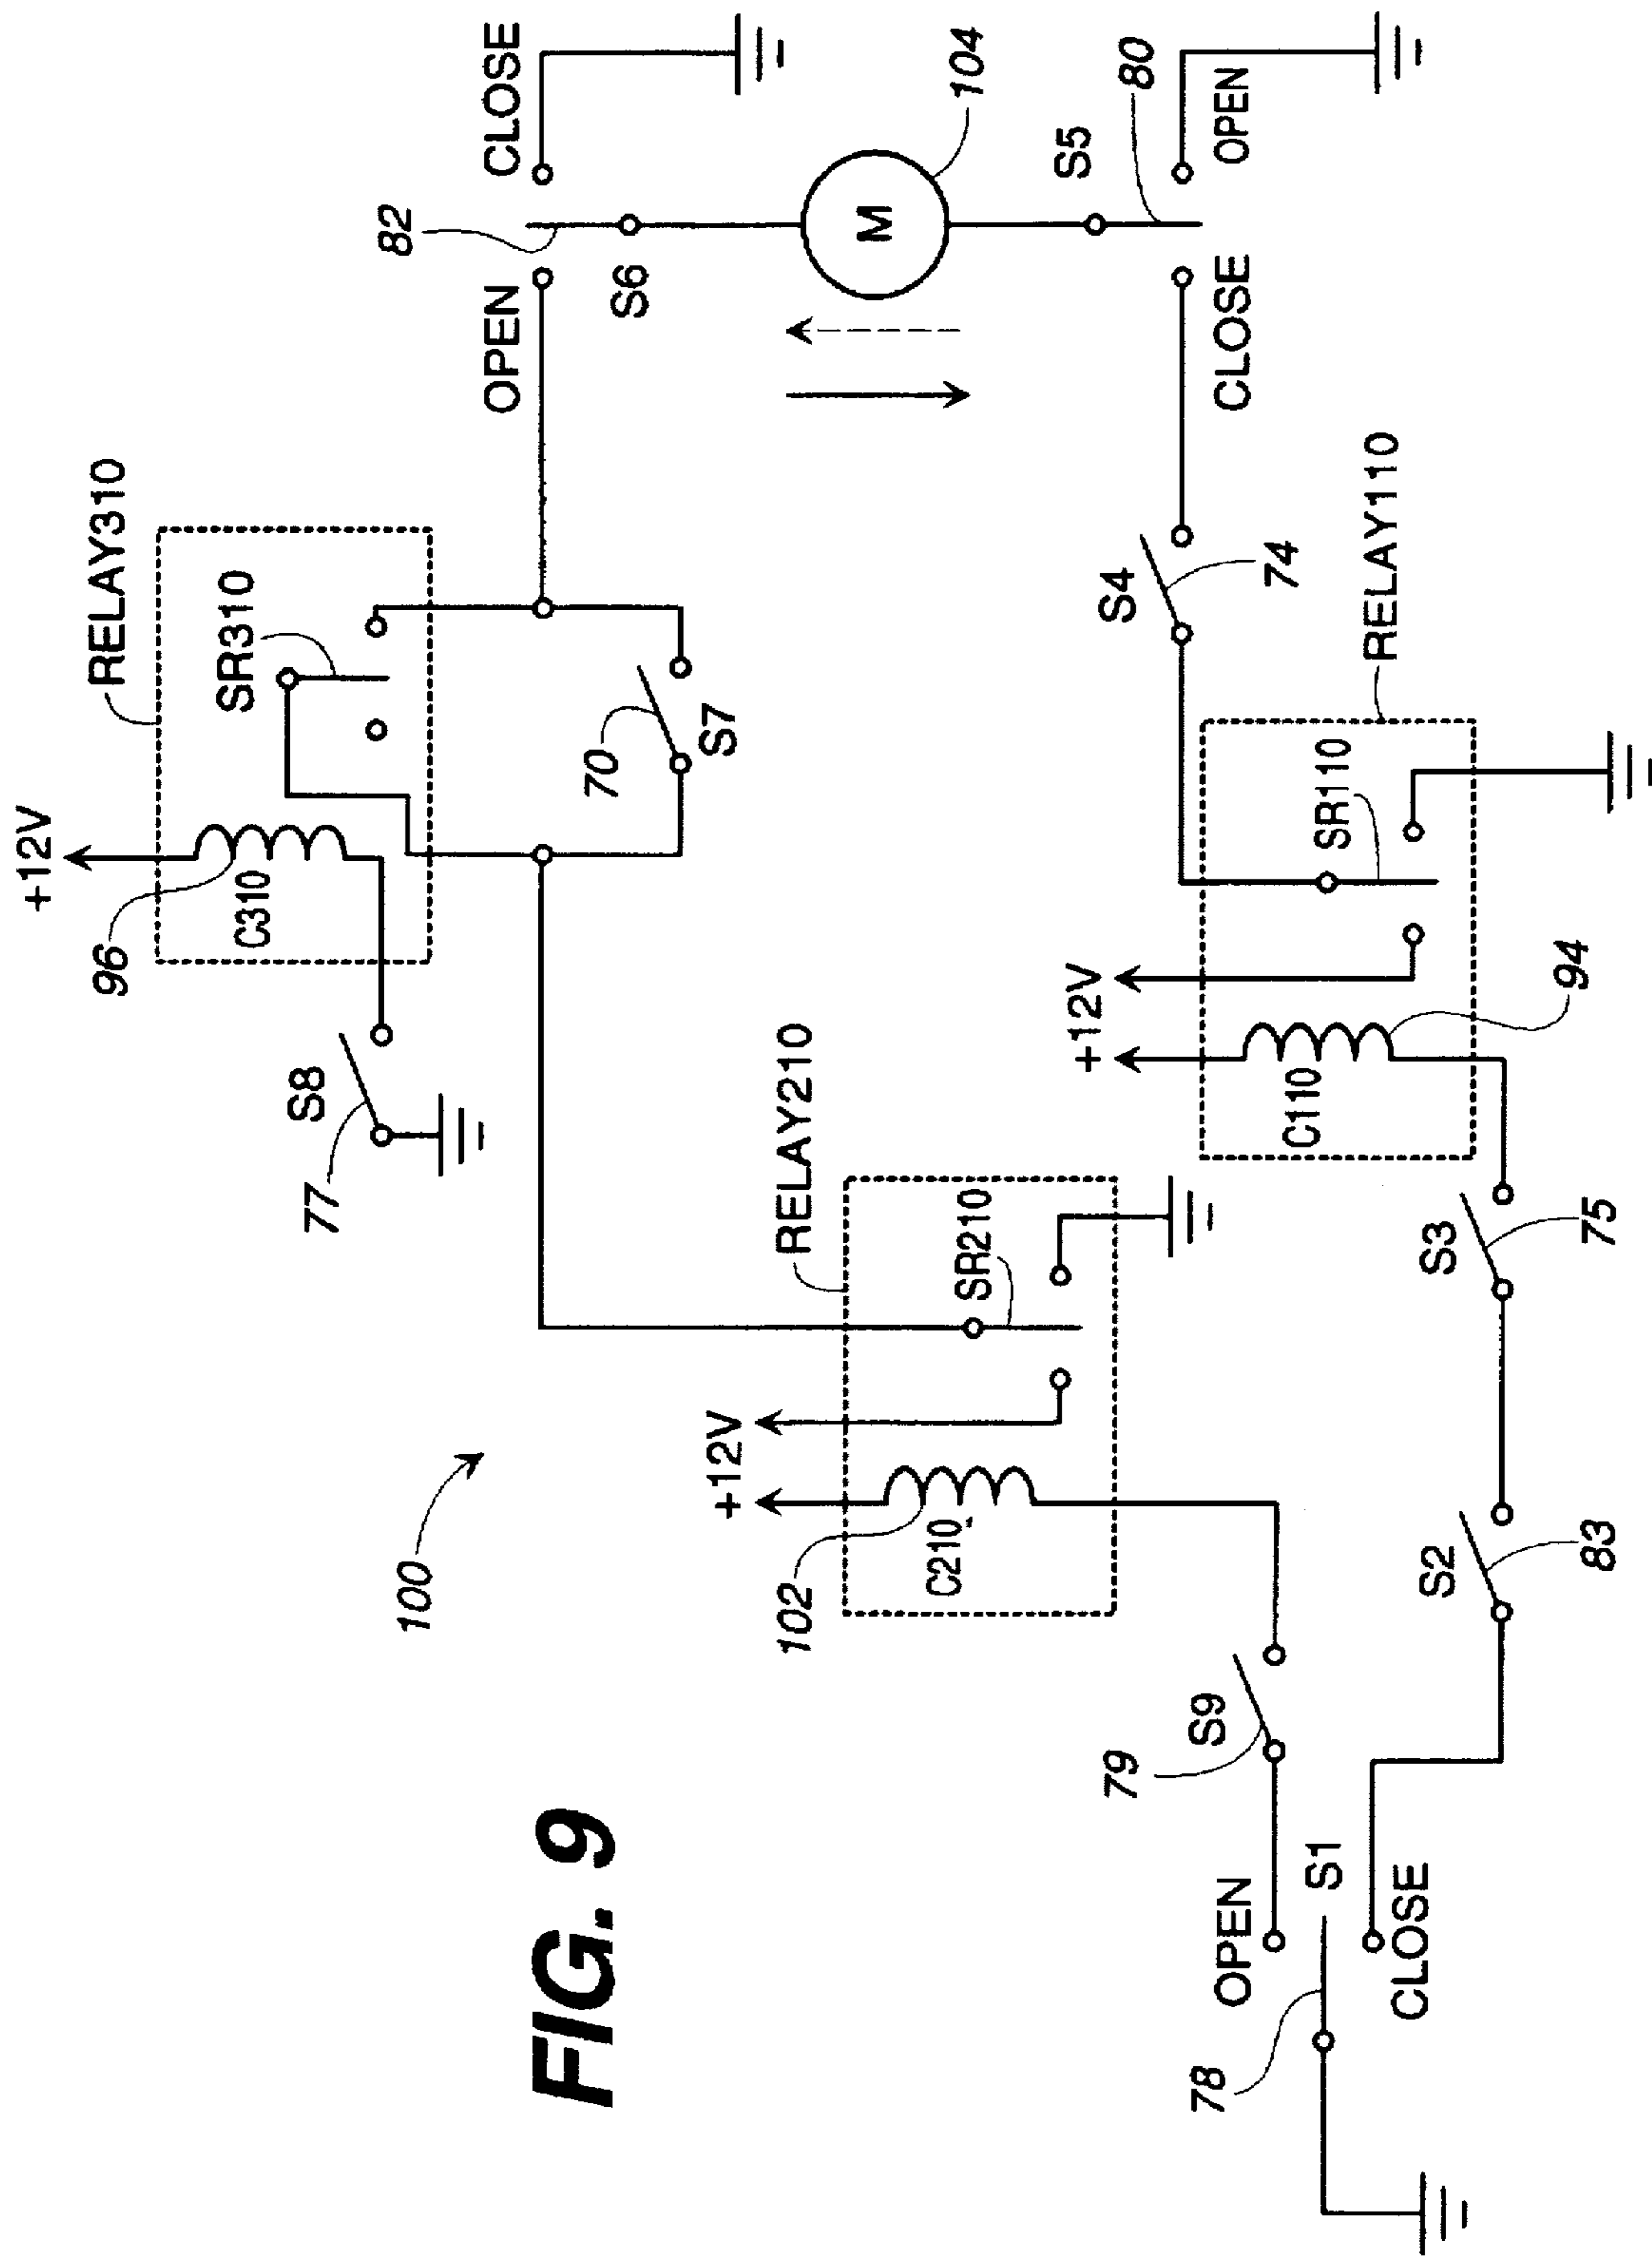 +12V
RELAY310
96
C310
SR310
S8
77
70
S7
OPEN
CLOSE
82
S6
M
104
S5
80
OPEN
CLOSE
100
RELAY210
+12V
102
C210
SR210
S4
74
RELAY110
+12V
C110
SR110
94
79
S9
OPEN
S1
78
CLOSE
S2
83
S3
75
FIG. 9